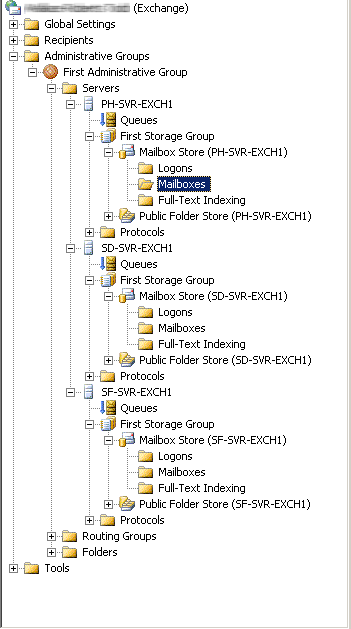 (Exchange)
Global Settings
Recipients
Administrative Groups
First Administrative Group
Servers
PH-SVR-EXCH1
Queues
First Storage Group
Mailbox Store (PH-SVR-EXCH1)
Logons
Mailboxes
Full-Text Indexing
Public Folder Store (PH-SVR-EXCH1)
Protocols
SD-SVR-EXCH1
Queues
First Storage Group
Mailbox Store (SD-SVR-EXCH1)
Logons
Mailboxes
Full-Text Indexing
Public Folder Store (SD-SVR-EXCH1)
Protocols
SF-SVR-EXCH1
Queues
First Storage Group
Mailbox Store (SF-SVR-EXCH1)
Logons
Mailboxes
Full-Text Indexing
Public Folder Store (SF-SVR-EXCH1)
Protocols
Routing Groups
Folders
Tools